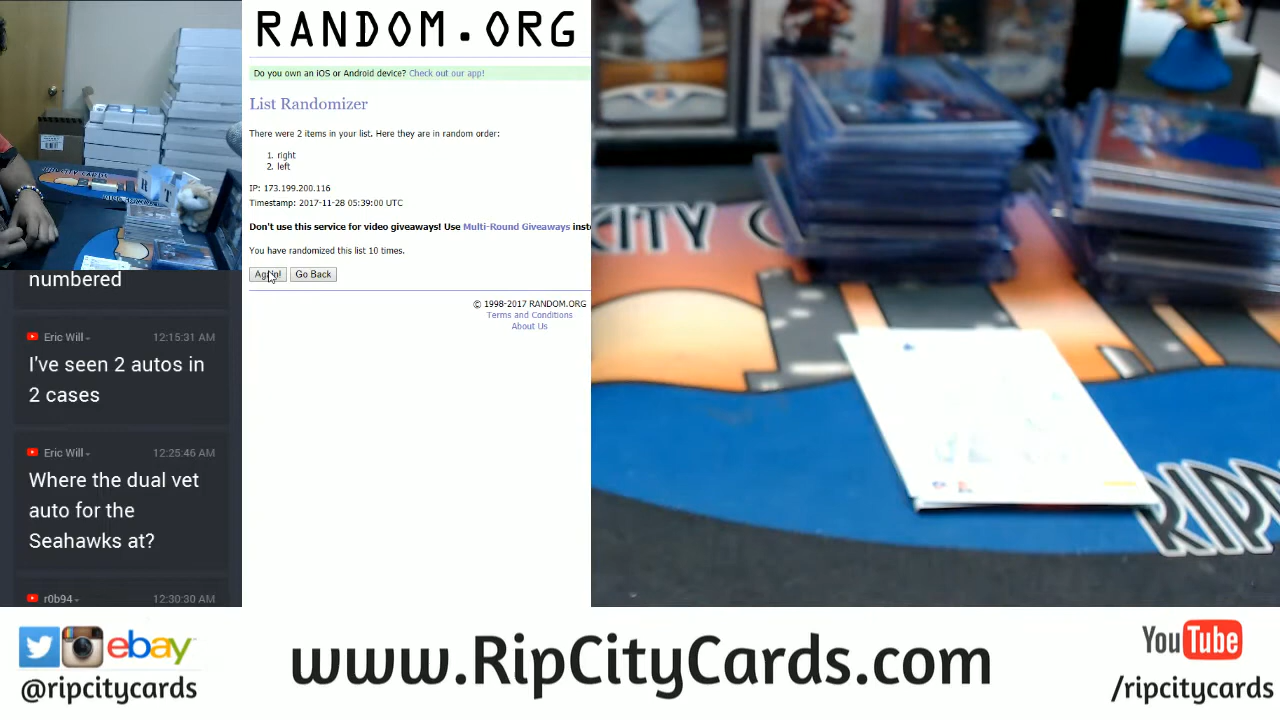 RANDOM.ORG
Do you own an iOS or Android device? Check out our app!
List Randomizer
There were 2 items in your list. Here they are in random order:
1. right
2. left
IP: 173.199.200.116
Timestamp: 2017-11-28 05:39:00 UTC
Don't use this service for video giveaways! Use Multi-Round Giveaways inst
You have randomized this list 10 times.
Again!
Go Back
© 1998-2017 RANDOM.ORG
Terms and Conditions
About Us
numbered
Eric Will
12:15:31 AM
I've seen 2 autos in
2 cases
Eric Will
12:25:46 AM
Where the dual vet
auto for the
Seahawks at?
r0b94
12:30:30 AM
CITY C
RIPP
ebay
@ripcitycards
www.RipCityCards.com
YouTube
/ripcitycards